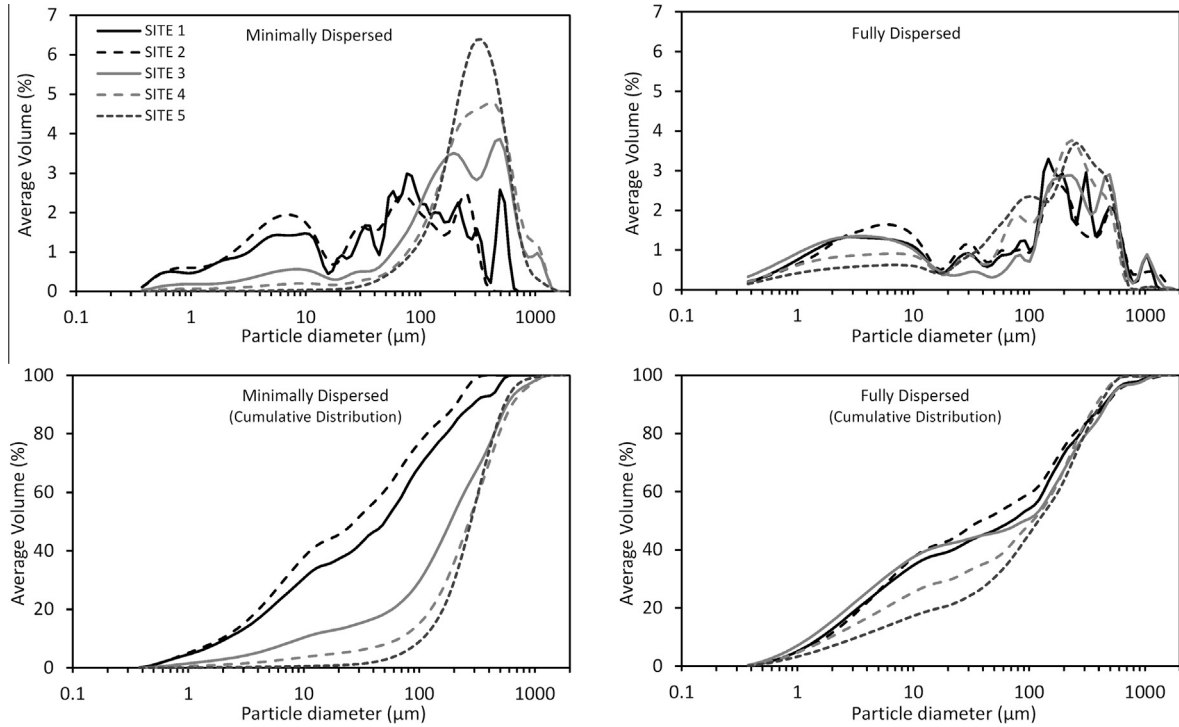 7
6
5
4
3
2
1
0
Average Volume (%)
Minimally Dispersed
SITE 1
SITE 2
SITE 3
SITE 4
SITE 5
0.1 1 10 100 1000
Particle diameter (µm)
7
6
5
4
3
2
1
0
Average Volume (%)
Fully Dispersed
0.1 1 10 100 1000
Particle diameter (µm)
100
80
60
40
20
0
Average Volume (%)
Minimally Dispersed
(Cumulative Distribution)
0.1 1 10 100 1000
Particle diameter (µm)
100
80
60
40
20
0
Average Volume (%)
Fully Dispersed
(Cumulative Distribution)
0.1 1 10 100 1000
Particle diameter (µm)